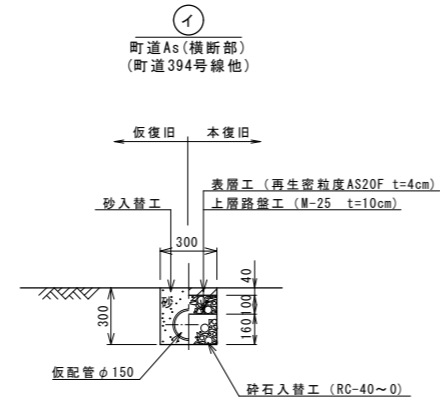 イ
町道As(横断部)
(町道394号線他)
仮復旧 本復旧
表層工 (再生密粒度AS20F t=4cm)
砂入替工 上層路盤工 (M-25 t=10cm)
300
40
砂
300
100
160
仮配管φ150
砕石入替工 (RC-40～0)